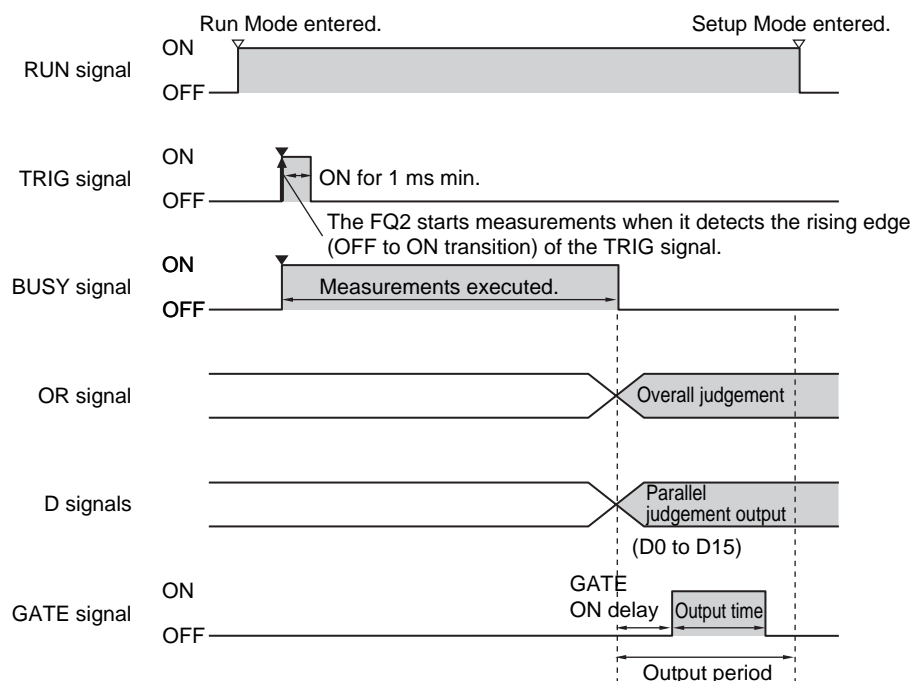 Run Mode entered.
Setup Mode entered.
RUN signal
ON
OFF
TRIG signal
ON
OFF
ON for 1 ms min.
The FQ2 starts measurements when it detects the rising edge
(OFF to ON transition) of the TRIG signal.
BUSY signal
ON
OFF
Measurements executed.
OR signal
Overall judgement
D signals
Parallel
judgement output
(D0 to D15)
GATE signal
ON
OFF
GATE
ON delay
Output time
Output period